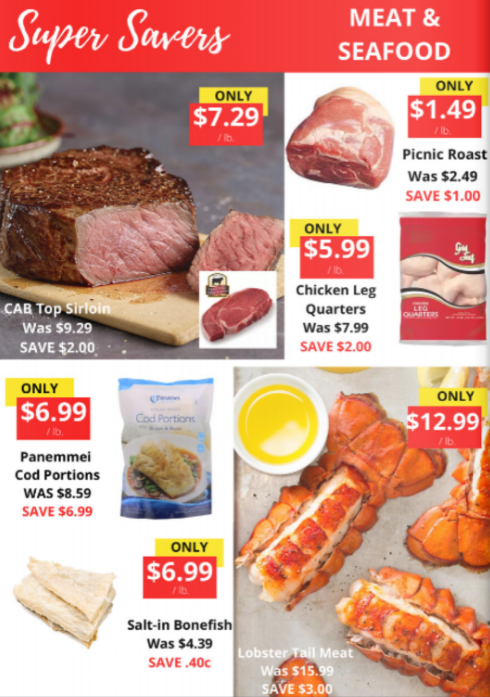 Super Savers
MEAT &
SEAFOOD
ONLY
$7.29
/ lb.
CAB Top Sirloin
Was $9.29
SAVE $2.00
ONLY
$1.49
/ lb.
Picnic Roast
Was $2.49
SAVE $1.00
ONLY
$5.99
/ lb.
Chicken Leg
Quarters
Was $7.99
SAVE $2.00
LEG
QUARTERS
ONLY
$6.99
/ lb.
Panemmei
Cod Portions
WAS $8.59
SAVE $6.99
Cod Portions
ONLY
$6.99
/ lb.
Salt-in Bonefish
Was $4.39
SAVE .40c
ONLY
$12.99
/ lb.
Lobster Tail Meat
Was $15.99
SAVE $3.00